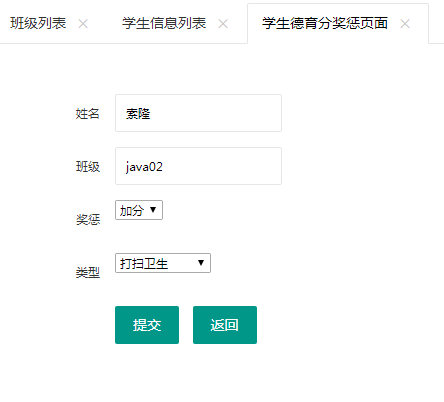 班级列表 学生信息列表 学生德育分奖惩页面
姓名 索隆
班级 java02
奖惩 加分
类型 打扫卫生
提交 返回